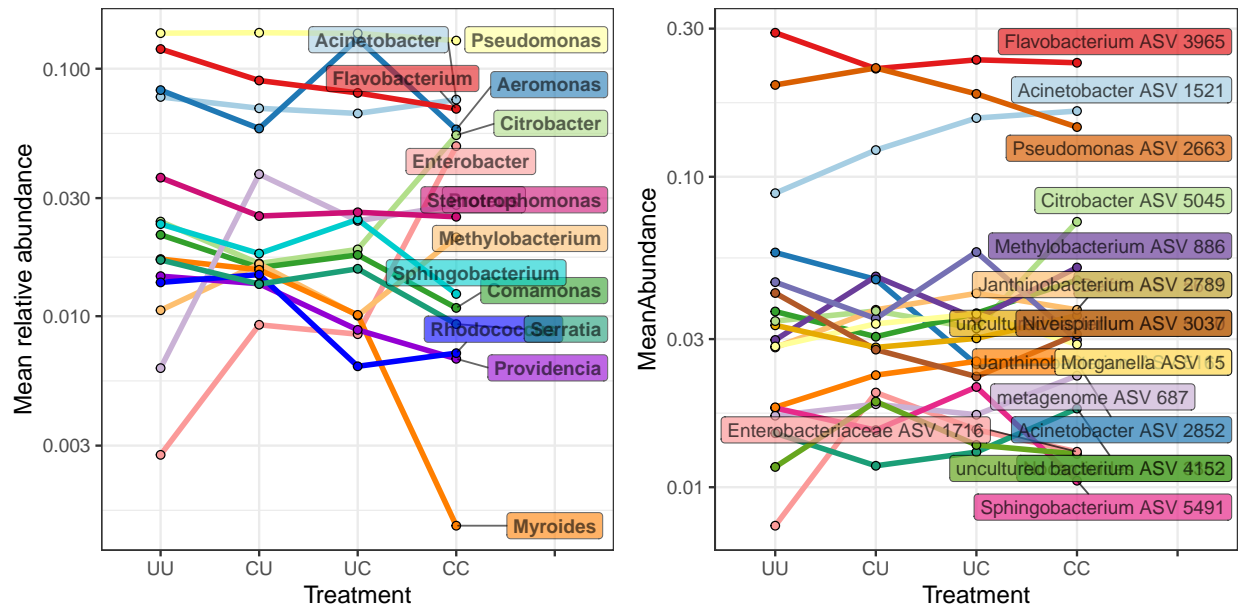 Mean relative abundance
0.100
0.030
0.010
0.003
Acinetobacter
Pseudomonas
Flavobacterium
Aeromonas
Citrobacter
Enterobacter
Stenotrophomonas
Methylobacterium
Sphingobacterium
Comamonas
Rhodococcus
Serratia
Providencia
Myroides
UU
CU
UC
CC
Treatment
MeanAbundance
0.30
0.10
0.03
0.01
Flavobacterium ASV 3965
Acinetobacter ASV 1521
Pseudomonas ASV 2663
Citrobacter ASV 5045
Methylobacterium ASV 886
Janthinobacterium ASV 2789
uncultured
Nivespirillum ASV 3037
Janthinob
Morganella ASV 15
metagenome ASV 687
Enterobacteriaceae ASV 1716
Acinetobacter ASV 2852
uncultured bacterium ASV 4152
Sphingobacterium ASV 5491
UU
CU
UC
CC
Treatment